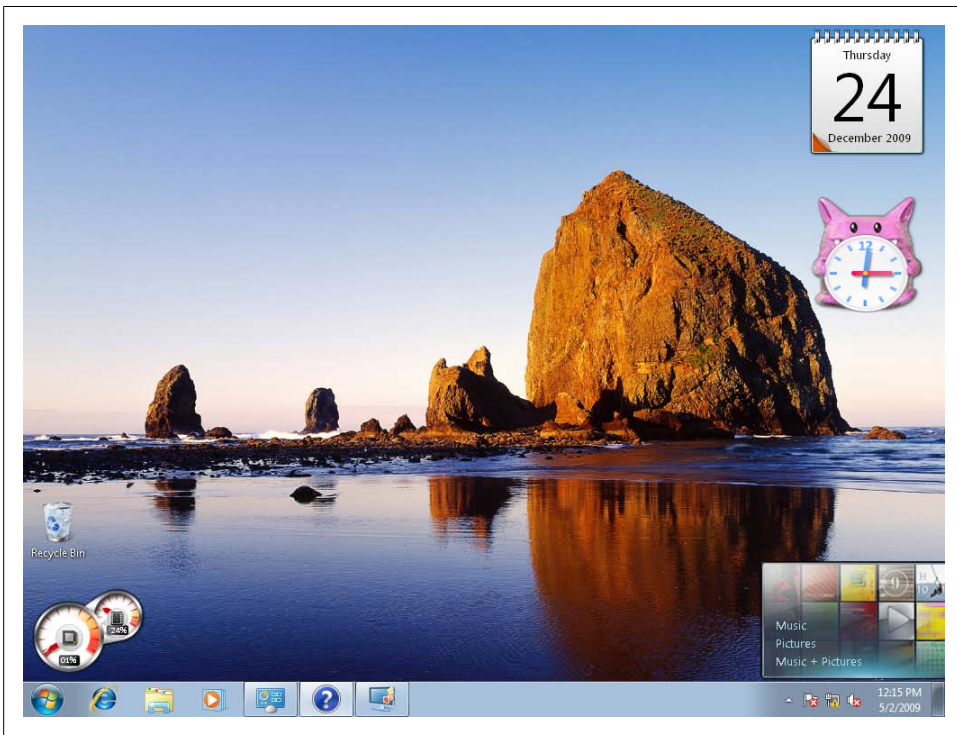 Thursday
24
December 2009
12
Recycle Bin
24%
01%
9
Music
Pictures
Music + Pictures
?
12:15 PM
5/2/2009